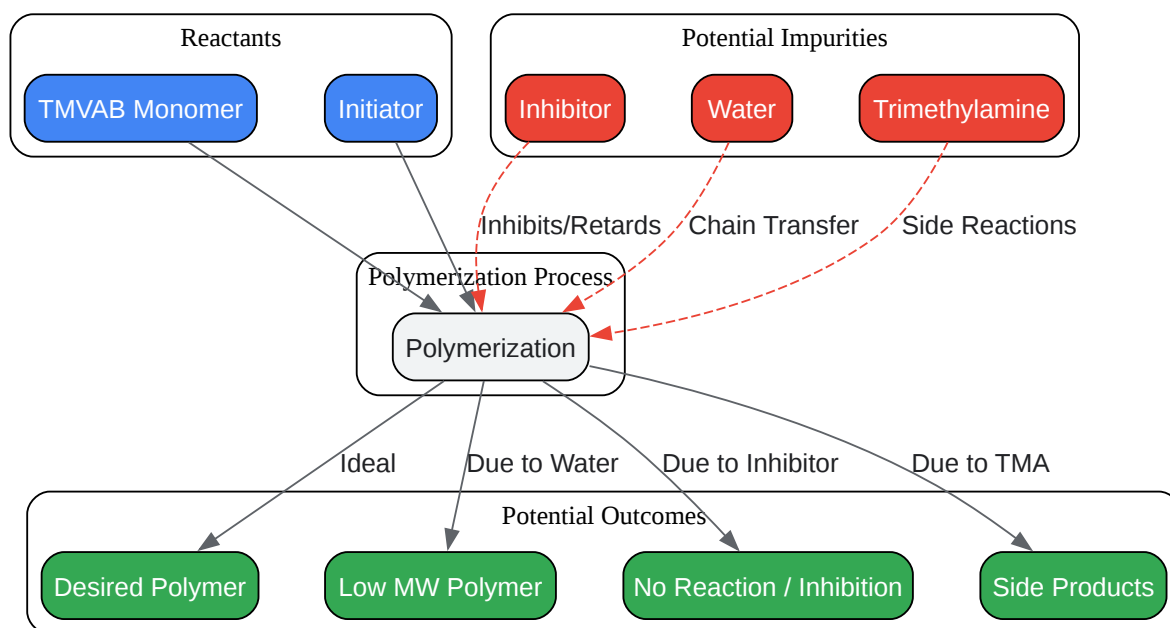 Reactants
Potential Impurities
TMVAB Monomer
Initiator
Inhibitor
Water
Trimethylamine
Inhibits/Retards
Chain Transfer
Side Reactions
Polymerization Process
Polymerization
Ideal
Due to Water
Due to Inhibitor
Due to TMA
Potential Outcomes
Desired Polymer
Low MW Polymer
No Reaction / Inhibition
Side Products